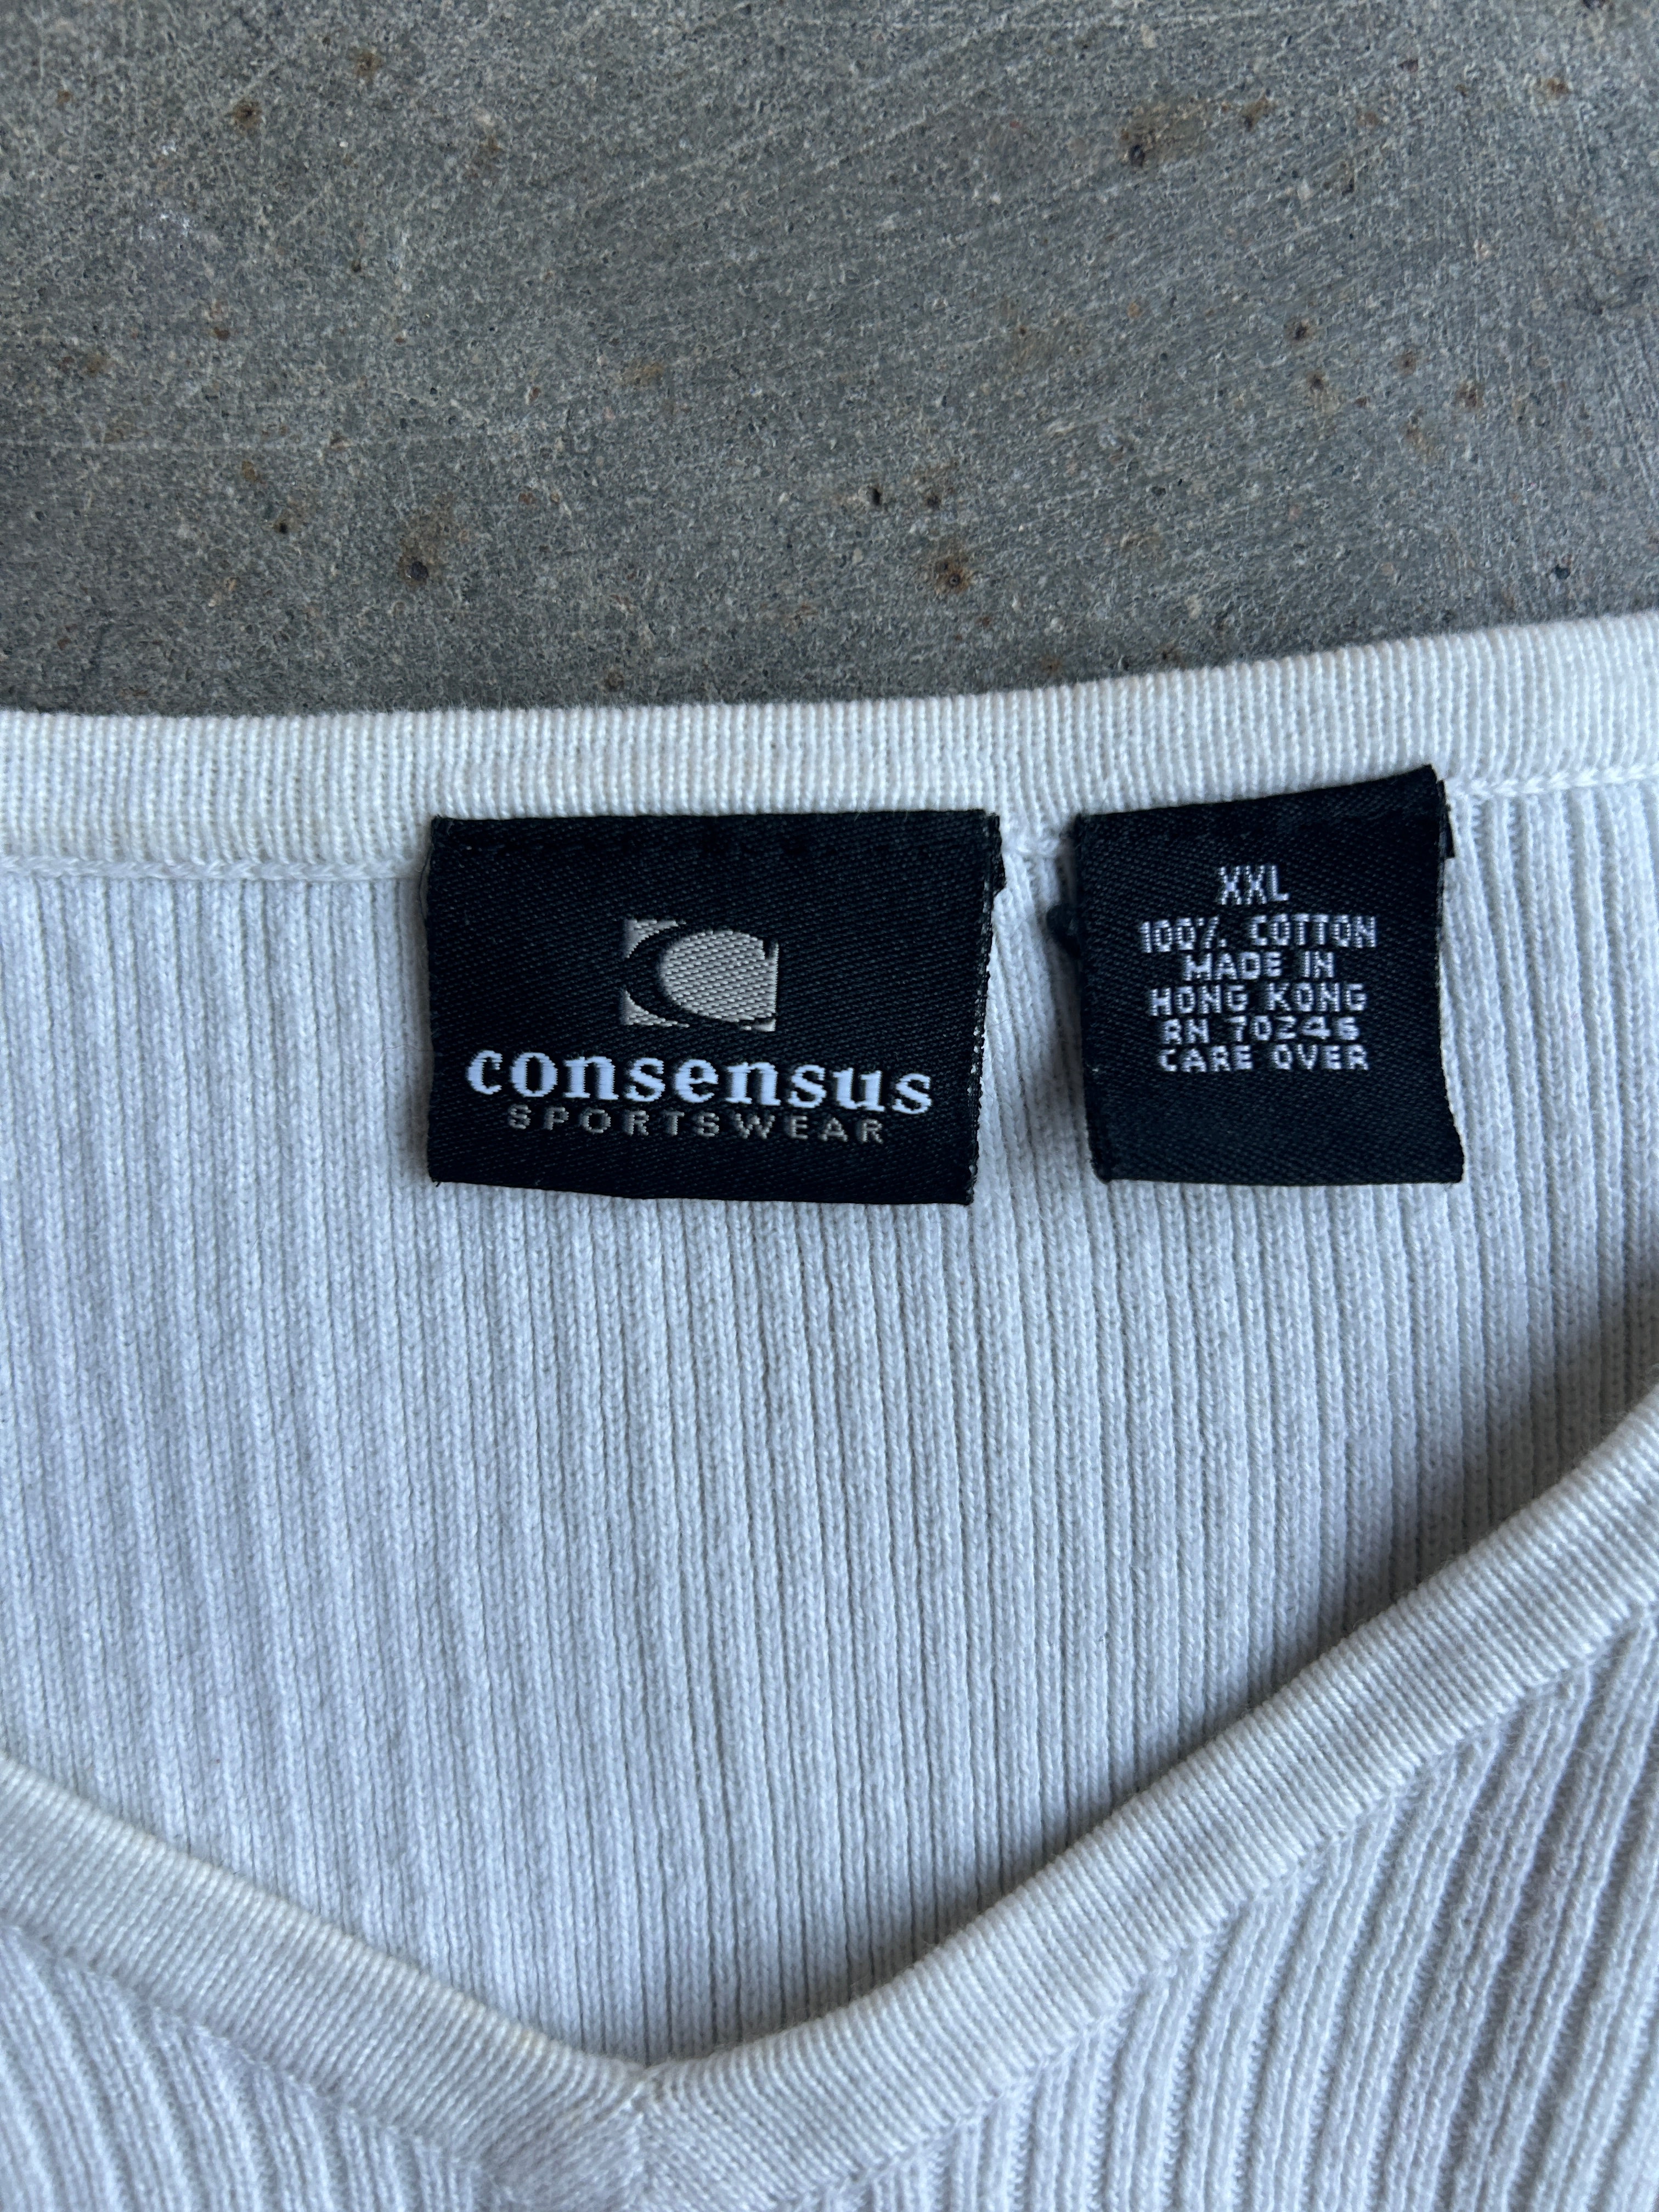 consensus
SPORTSWEAR
XXL
100% COTTON
MADE IN
HONG KONG
RN 70246
CARE OVER